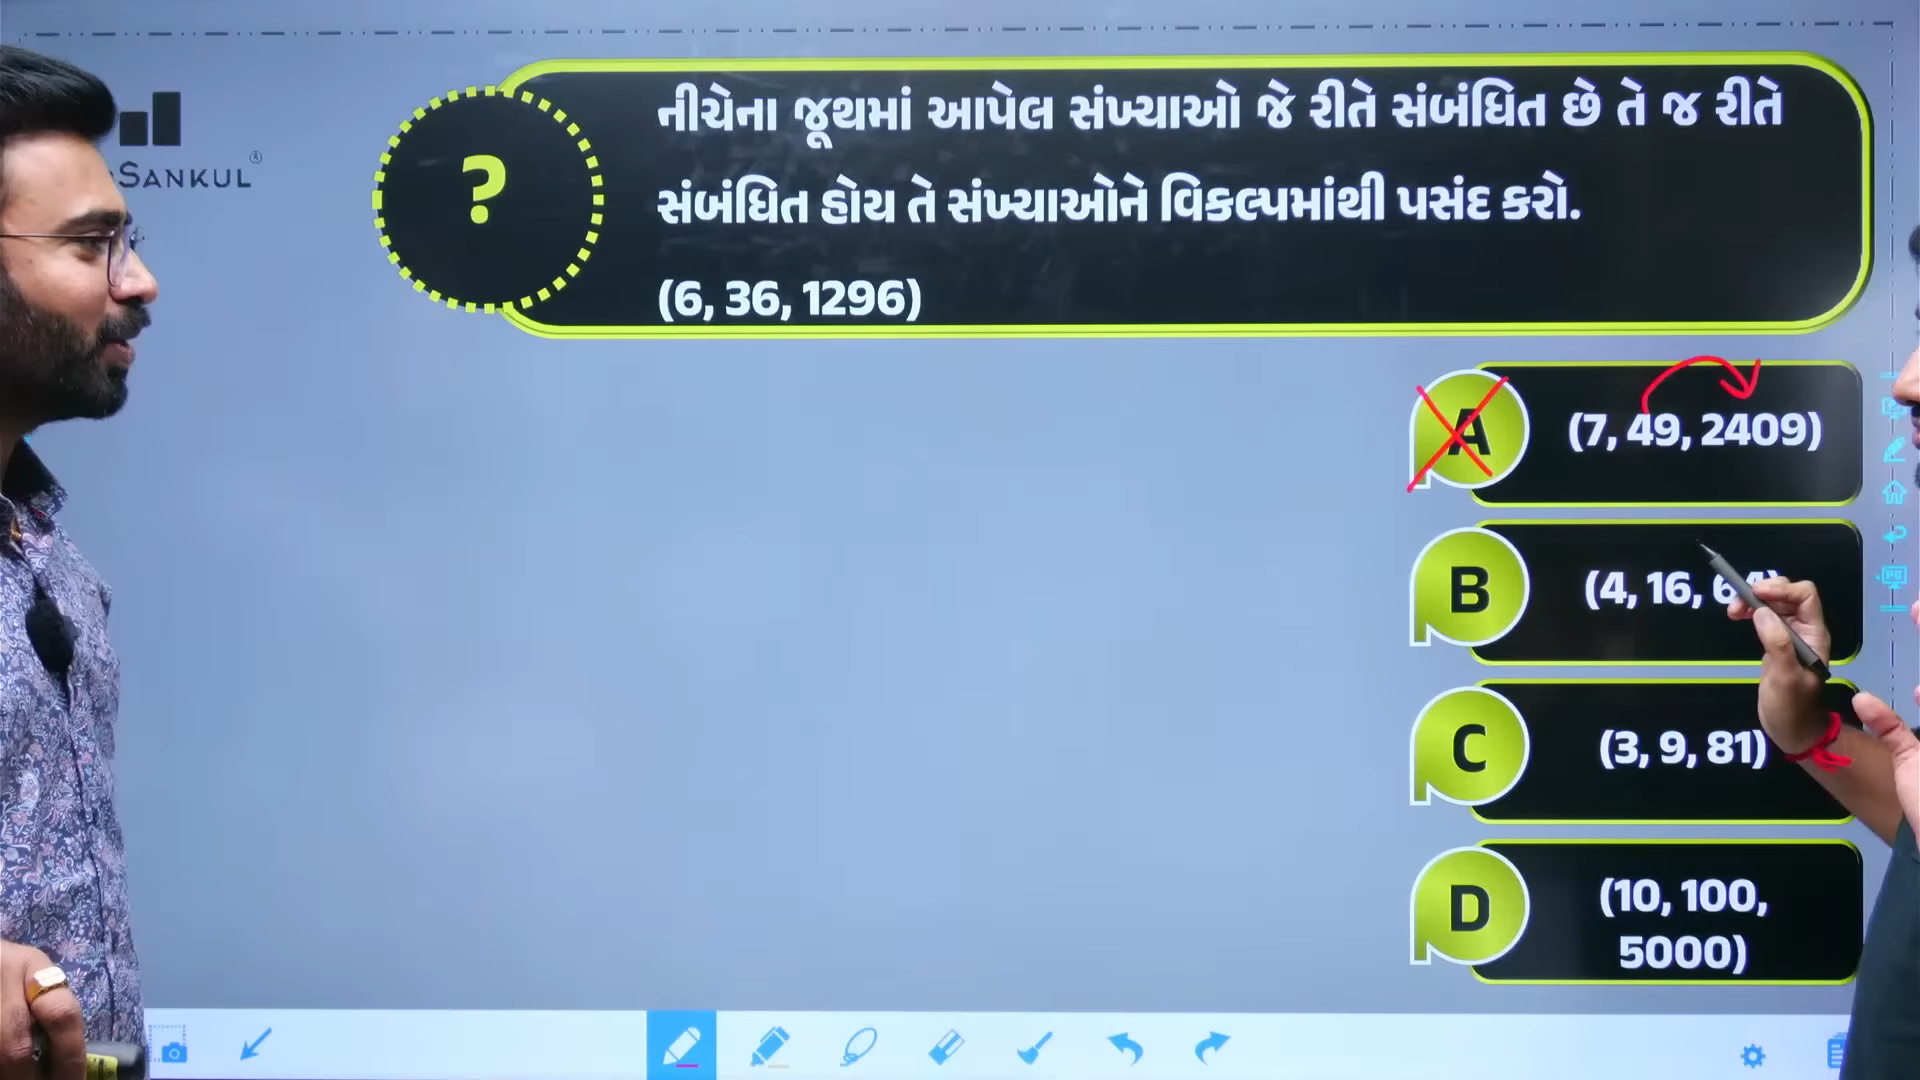 SANKUL
નીચેના જૂથમાં આપેલ સંખ્યાઓ જે રીતે સંબંધિત છે તે જ રીતે
સંબંધિત હોય તે સંખ્યાઓને વિકલ્પમાંથી પસંદ કરો.
?
(6, 36, 1296)
A
(7, 49, 2409)
B
(4, 16,
C
(3, 9, 81)
D
(10, 100,
5000)